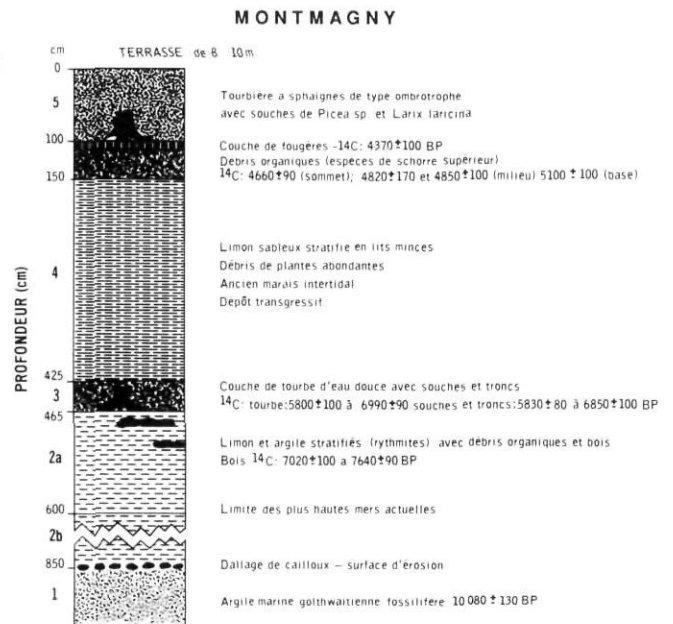 MONTMAGNY
cm
TERRASSE de 8 10m
0
5
Tourbière a sphaignes de type ombrotrophe
avec souches de Picea sp. et Larix laricina
100
Couche de fougères -14C: 4370±100 BP
Débris organiques (espèces de schorre supérieur)
150
14C: 4660±90 (sommet); 4820±170 et 4850±100 (milieu) 5100 ±100 (base)
PROFONDEUR (cm)
4
Limon sableux stratifie en lits minces
Débris de plantes abondantes
Ancien marais intertidal
Depôt transgressif
425
3
Couche de tourbe d'eau douce avec souches et troncs
14C: tourbe:5800±100 à 6990±90 souches et troncs:5830±80 à 6850±100 BP
465
2a
Limon et argile stratifiés (rythmites) avec débris organiques et bois
Bois 14C: 7020±100 a 7640±90 BP
600
Limite des plus hautes mers actuelles
2b
850
Dallage de cailloux – surface d'érosion
1
Argile marine golthwaitienne fossilifère 10 080 ± 130 BP